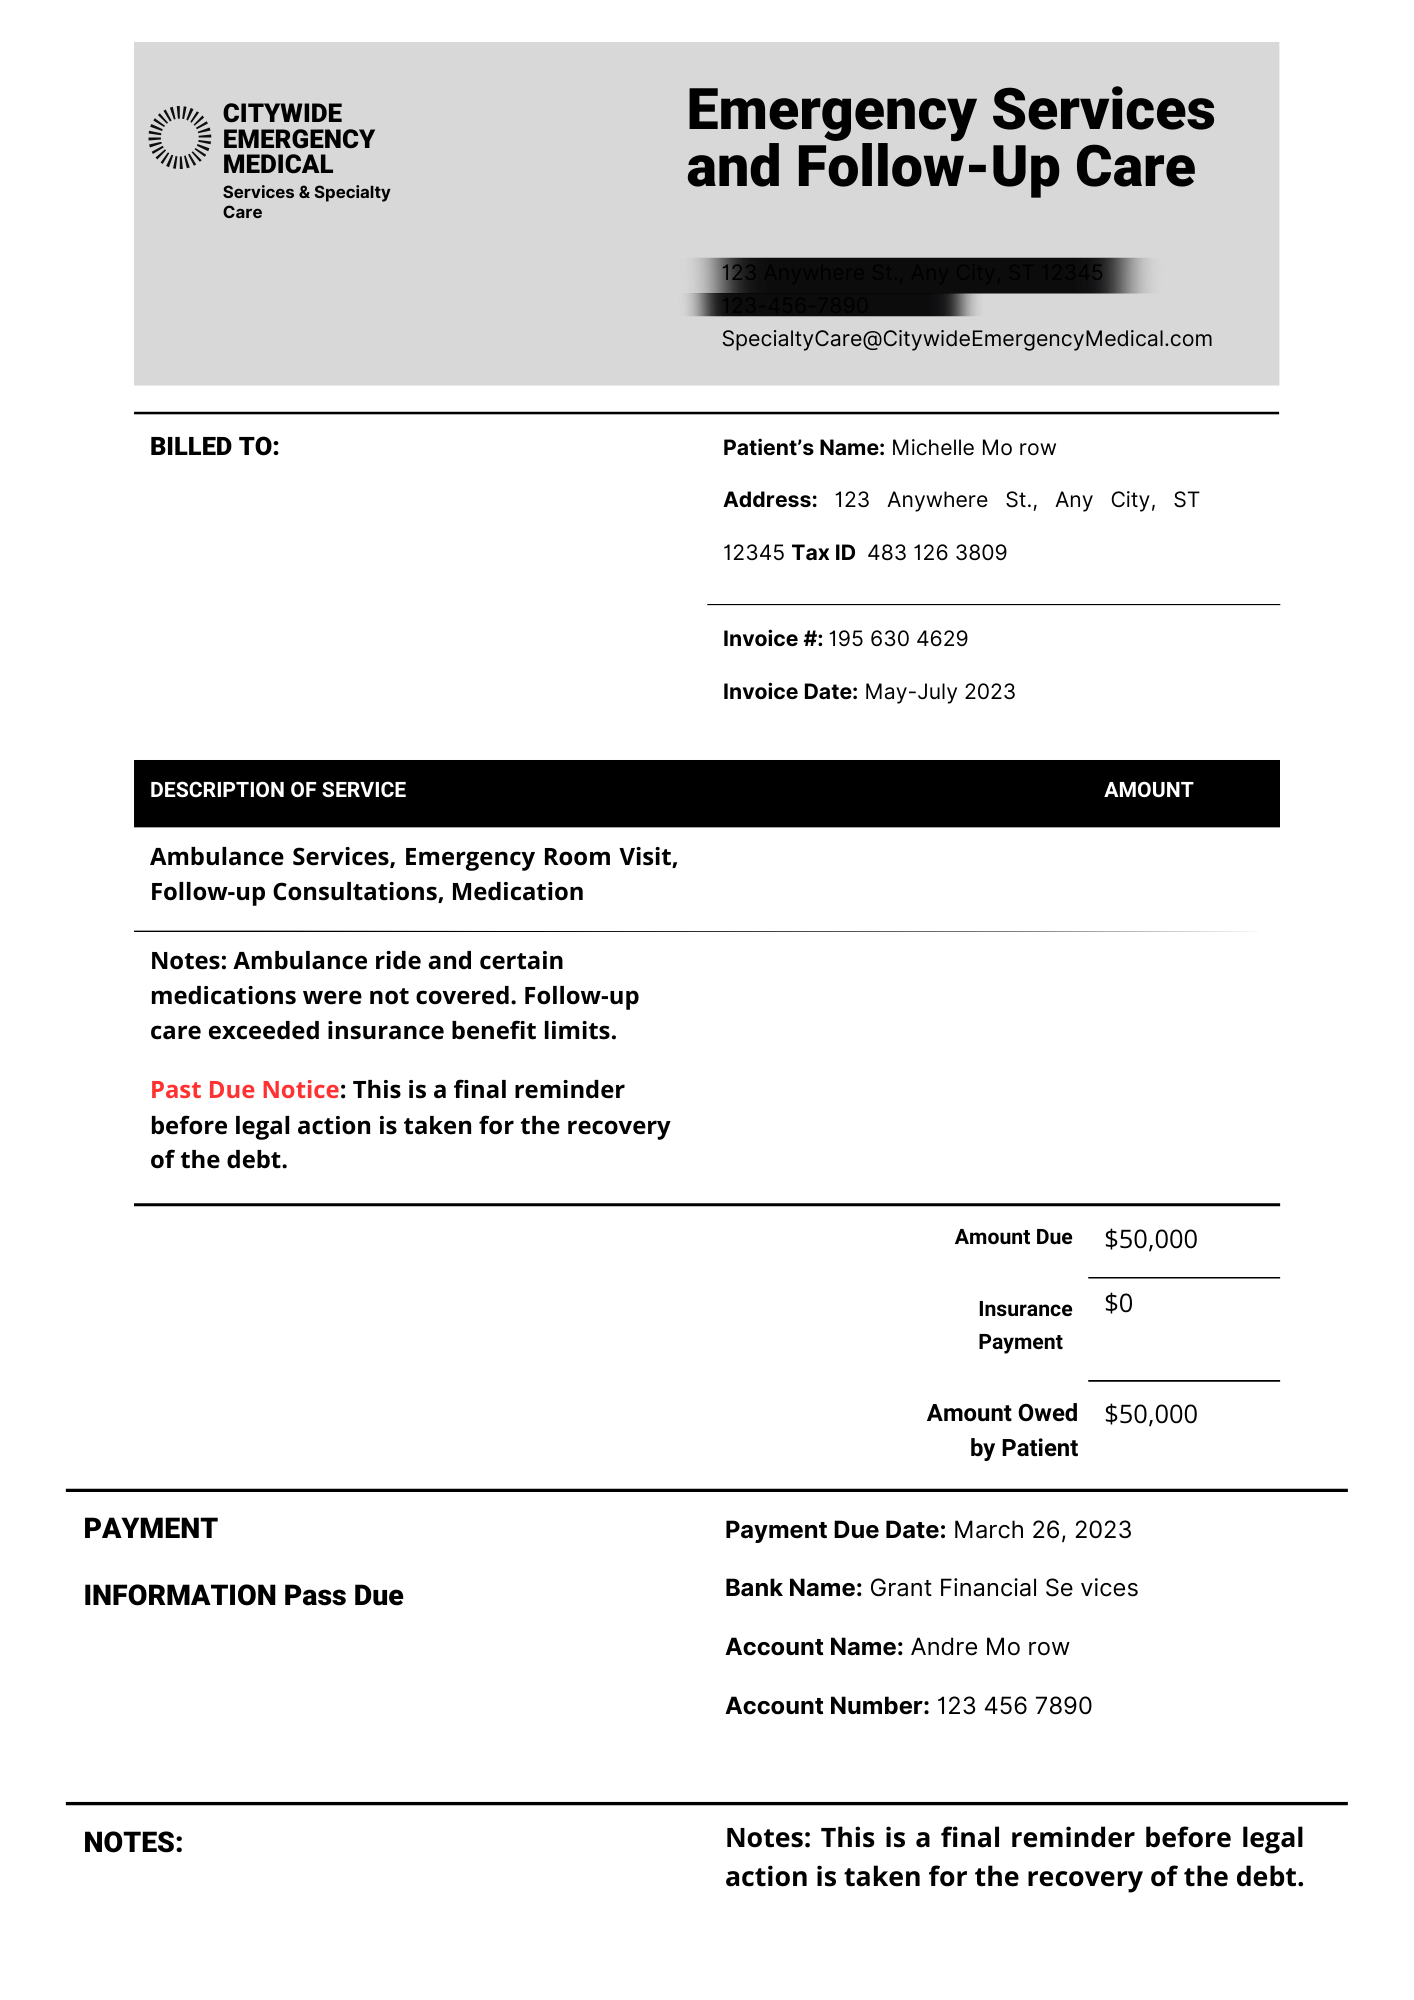 CITYWIDE
EMERGENCY
MEDICAL
Services & Specialty
Care
Emergency Services
and Follow-Up Care
123 Anywhere St., Any City, ST 12345
123-456-7890
SpecialtyCare@CitywideEmergencyMedical.com
BILLED TO:
Patient’s Name: Michelle Mo row
Address: 123 Anywhere St., Any City, ST
12345 Tax ID 483 126 3809
Invoice #: 195 630 4629
Invoice Date: May-July 2023
DESCRIPTION OF SERVICE AMOUNT
Ambulance Services, Emergency Room Visit,
Follow-up Consultations, Medication
Notes: Ambulance ride and certain
medications were not covered. Follow-up
care exceeded insurance benefit limits.
Past Due Notice: This is a final reminder
before legal action is taken for the recovery
of the debt.
Amount Due $50,000
Insurance $0
Payment
Amount Owed $50,000
by Patient
PAYMENT
INFORMATION Pass Due
Payment Due Date: March 26, 2023
Bank Name: Grant Financial Se vices
Account Name: Andre Mo row
Account Number: 123 456 7890
NOTES:
Notes: This is a final reminder before legal
action is taken for the recovery of the debt.